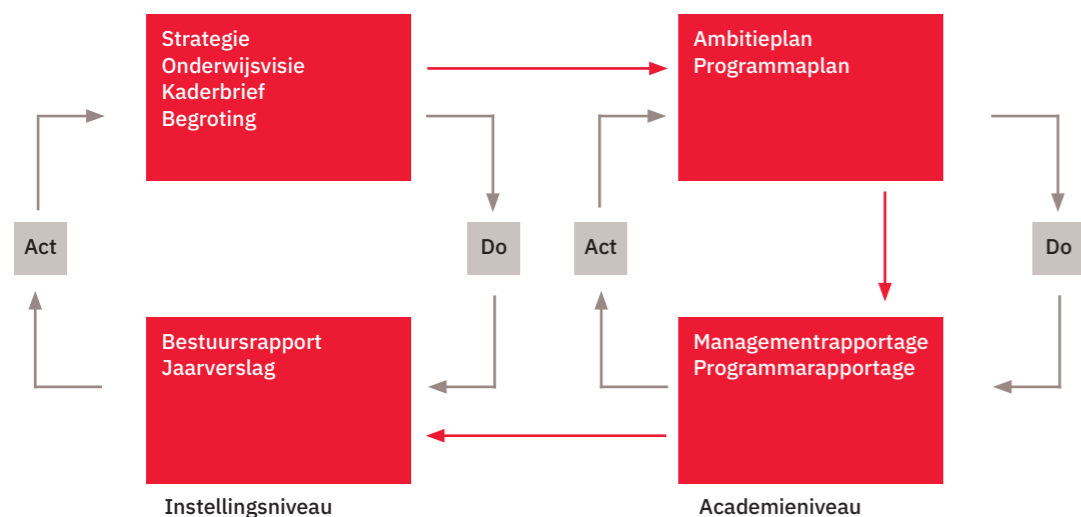 Strategie
Onderwijsvisie
Kaderbrief
Begroting
Ambitieplan
Programmaplan
Act
Do
Act
Do
Bestuursrapport
Jaarverslag
Managementrapportage
Programmarapportage
Instellingsniveau
Academieniveau